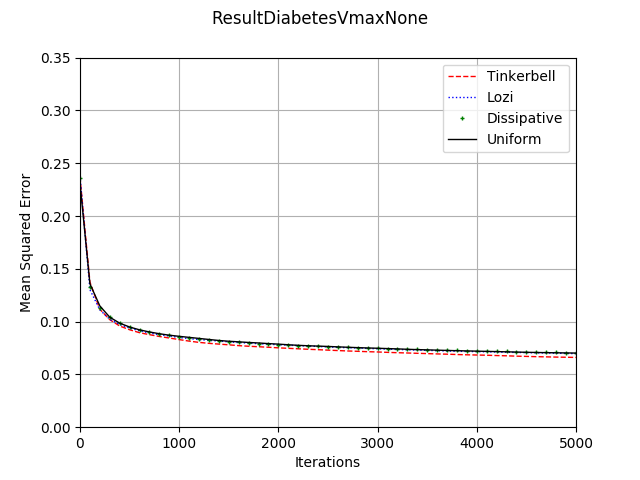 ResultDiabetesVmaxNone
0.35
0.30
0.25
0.20
0.15
0.10
0.05
0.00
Mean Squared Error
Tinkerbell
Lozi
Dissipative
Uniform
0 1000 2000 3000 4000 5000
Iterations